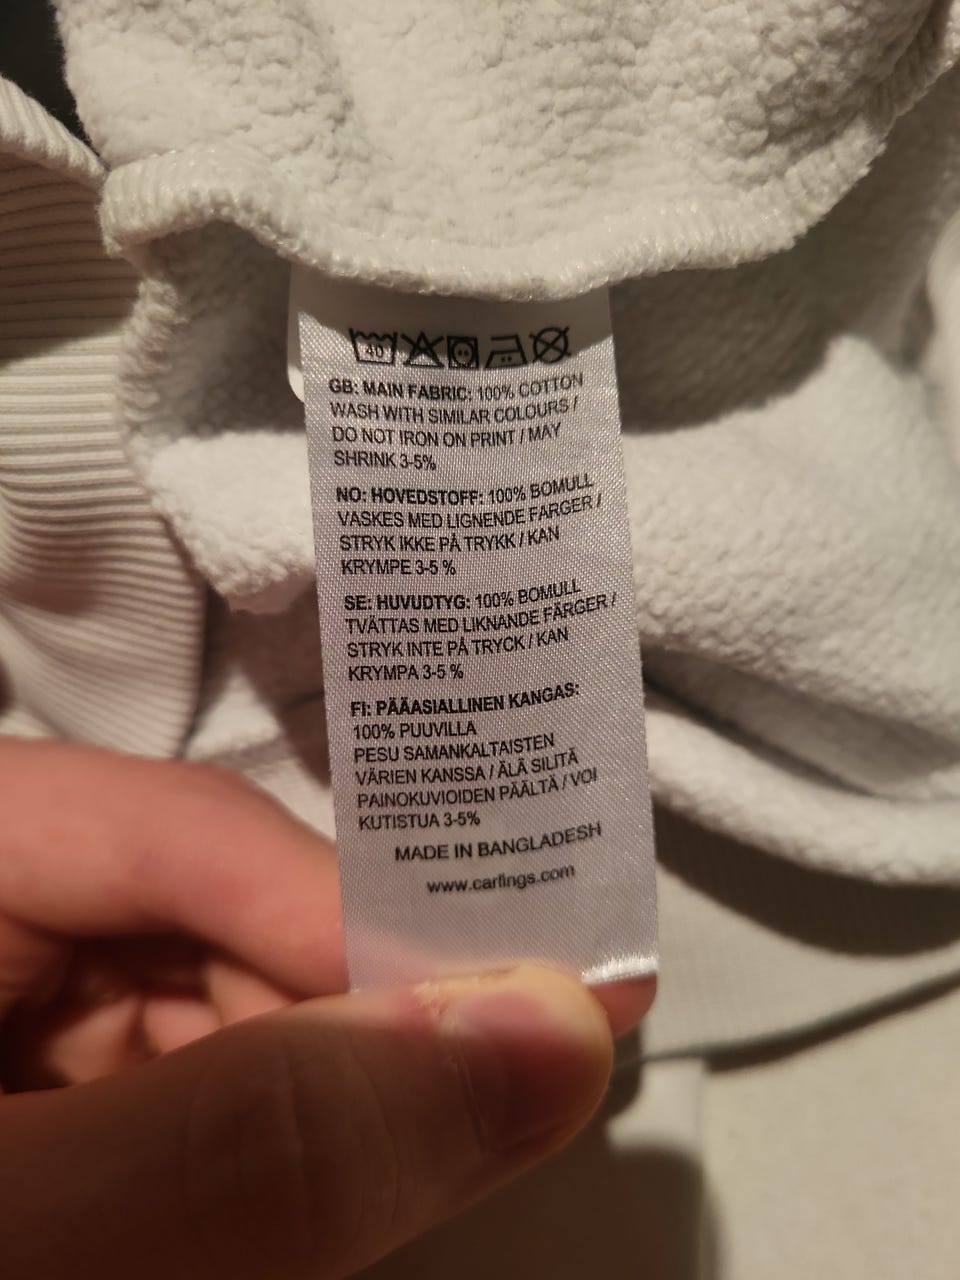 40
GB: MAIN FABRIC: 100% COTTON
WASH WITH SIMILAR COLOURS /
DO NOT IRON ON PRINT / MAY
SHRINK 3-5%
NO: HOVEDSTOFF: 100% BOMULL
VASKES MED LIGNENDE FARGER /
STRYK IKKE PÅ TRYKK / KAN
KRYMPE 3-5 %
SE: HUVUDTYG: 100% BOMULL
TVÄTTAS MED LIKNANDE FÄRGER /
STRYK INTE PÅ TRYCK / KAN
KRYMPA 3-5 %
FI: PÄÄASIALLINEN KANGAS:
100% PUUVILLA
PESU SAMANKALTAISTEN
VÄRIEN KANSSA / ÄLÄ SILITÄ
PAINOKUVIOIDEN PÄÄLTÄ / VOI
KUTISTUA 3-5%
MADE IN BANGLADESH
www.carlings.com